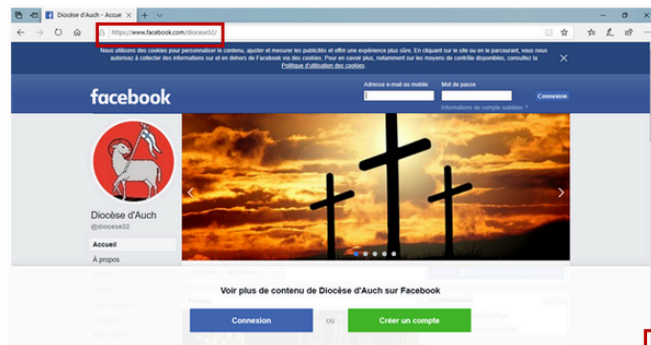 Diocèse d'Auch - Accue
https://www.facebook.com/diocese32/
Nous utilisons des cookies pour personnaliser le contenu, ajuster et mesurer les publicités et offrir une expérience plus sûre. En cliquant sur le site ou en le parcourant, vous nous
autorisez à collecter des informations sur et en dehors de Facebook via des cookies. Pour en savoir plus, notamment sur les moyens de contrôle disponibles, consultez la
Politique d'utilisation des cookies.
facebook
Adresse e-mail ou mobile
Mot de passe
Connexion
Informations de compte oubliées ?
Diocèse d'Auch
@diocese32
Accueil
À propos
Voir plus de contenu de Diocèse d'Auch sur Facebook
Connexion
ou
Créer un compte